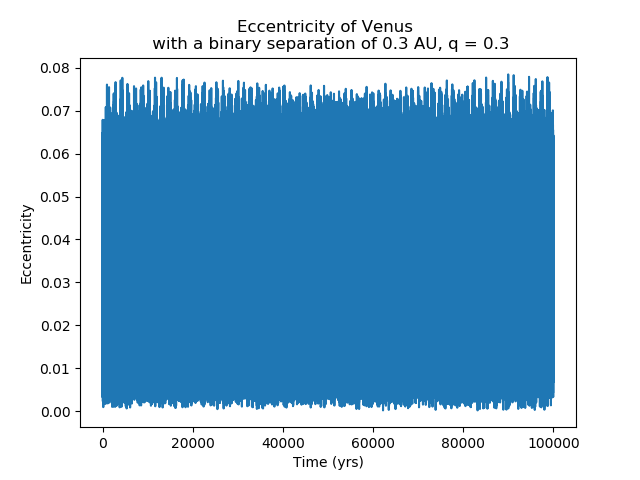 Eccentricity of Venus
with a binary separation of 0.3 AU, q = 0.3
0.08
0.07
0.06
0.05
0.04
0.03
0.02
0.01
0.00
Eccentricity
0 20000 40000 60000 80000 100000
Time (yrs)